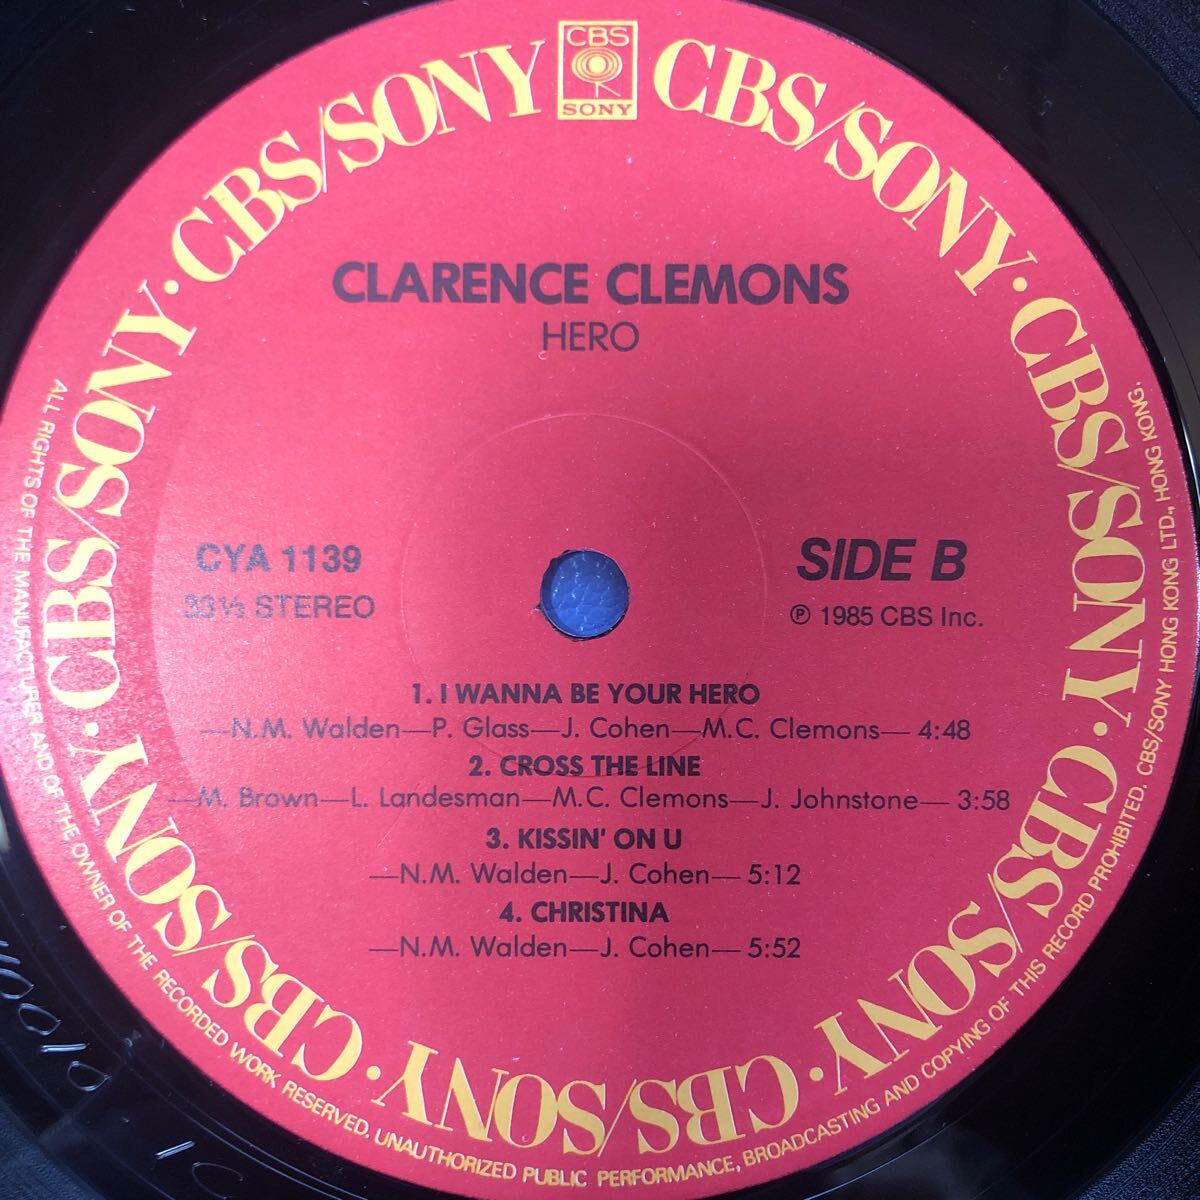 CBS
SONY
CBS/SONY · CBS/SONY · CBS/SONY · CBS/SONY · CBS/SONY · CBS/SONY · CBS/SONY · CBS/SONY · CBS/SONY
CLARENCE CLEMONS
HERO
CYA 1139
33⅓ STEREO
SIDE B
℗ 1985 CBS Inc.
1. I WANNA BE YOUR HERO
—N.M. Walden—P. Glass—J. Cohen—M.C. Clemons— 4:48
2. CROSS THE LINE
—M. Brown—L. Landesman—M.C. Clemons—J. Johnstone— 3:58
3. KISSIN' ON U
—N.M. Walden—J. Cohen— 5:12
4. CHRISTINA
—N.M. Walden—J. Cohen— 5:52
ALL RIGHTS OF THE MANUFACTURER AND OF THE OWNER OF THE RECORDED WORK RESERVED. UNAUTHORIZED PUBLIC PERFORMANCE, BROADCASTING AND COPYING OF THIS RECORD PROHIBITED. CBS/SONY HONG KONG LTD., HONG KONG.